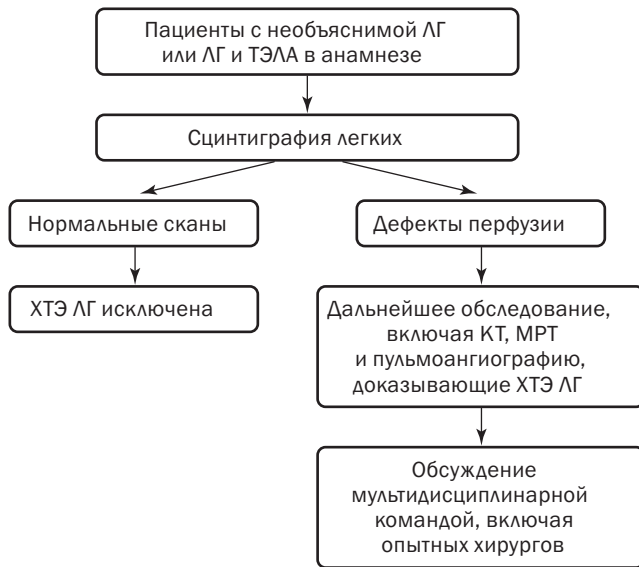 Пациенты с необъяснимой ЛГ
или ЛГ и ТЭЛА в анамнезе
Сцинтиграфия легких
Нормальные сканы
Дефекты перфузии
ХТЭ ЛГ исключена
Дальнейшее обследование,
включая КТ, МРТ
и пульмоангиографию,
доказывающие ХТЭ ЛГ
Обсуждение
мультидисциплинарной
командой, включая
опытных хирургов